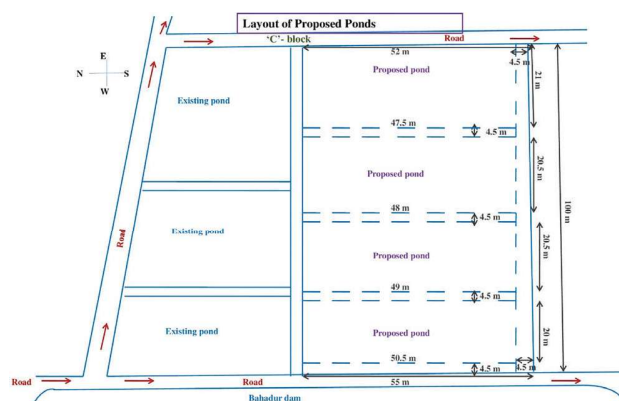 Layout of Proposed Ponds
'C'- block
Road
52 m
4.5 m
E
N S
W
Proposed pond
21 m
Existing pond
47.5 m
4.5 m
Proposed pond
20.5 m
48 m
4.5 m
100 m
Road
Existing pond
Proposed pond
20.5 m
49 m
4.5 m
Existing pond
Proposed pond
20 m
50.5 m
4.5 m
4.5 m
Road
Road
55 m
Bahadur dam